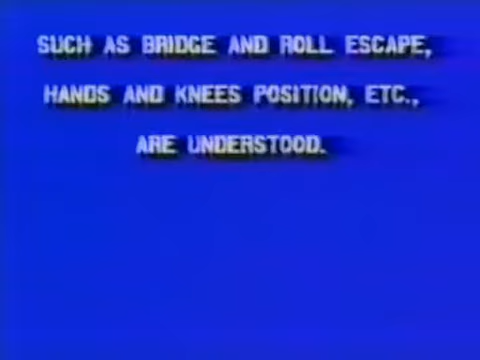 SUCH AS BRIDGE AND ROLL ESCAPE,
HANDS AND KNEES POSITION, ETC.,
ARE UNDERSTOOD.